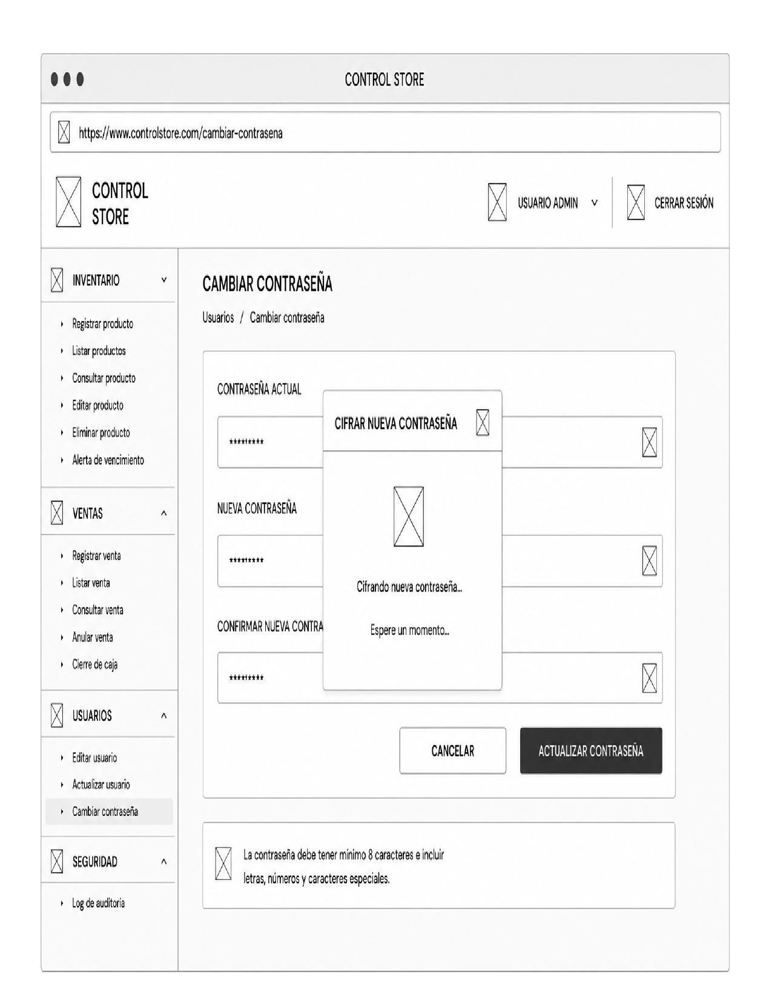 CONTROL STORE
https://www.controlstore.com/cambiar-contrasena
CONTROL
STORE
USUARIO ADMIN
CERRAR SESIÓN
INVENTARIO
Registrar producto
Listar productos
Consultar producto
Editar producto
Eliminar producto
Alerta de vencimiento
VENTAS
Registrar venta
Listar venta
Consultar venta
Anular venta
Cierre de caja
USUARIOS
Editar usuario
Actualizar usuario
Cambiar contraseña
SEGURIDAD
Log de auditoría
CAMBIAR CONTRASEÑA
Usuarios / Cambiar contraseña
CONTRASEÑA ACTUAL
*********
NUEVA CONTRASEÑA
*********
CONFIRMAR NUEVA CONTRA
*********
CIFRAR NUEVA CONTRASEÑA
Cifrando nueva contraseña...
Espere un momento...
CANCELAR
ACTUALIZAR CONTRASEÑA
La contraseña debe tener mínimo 8 caracteres e incluir
letras, números y caracteres especiales.